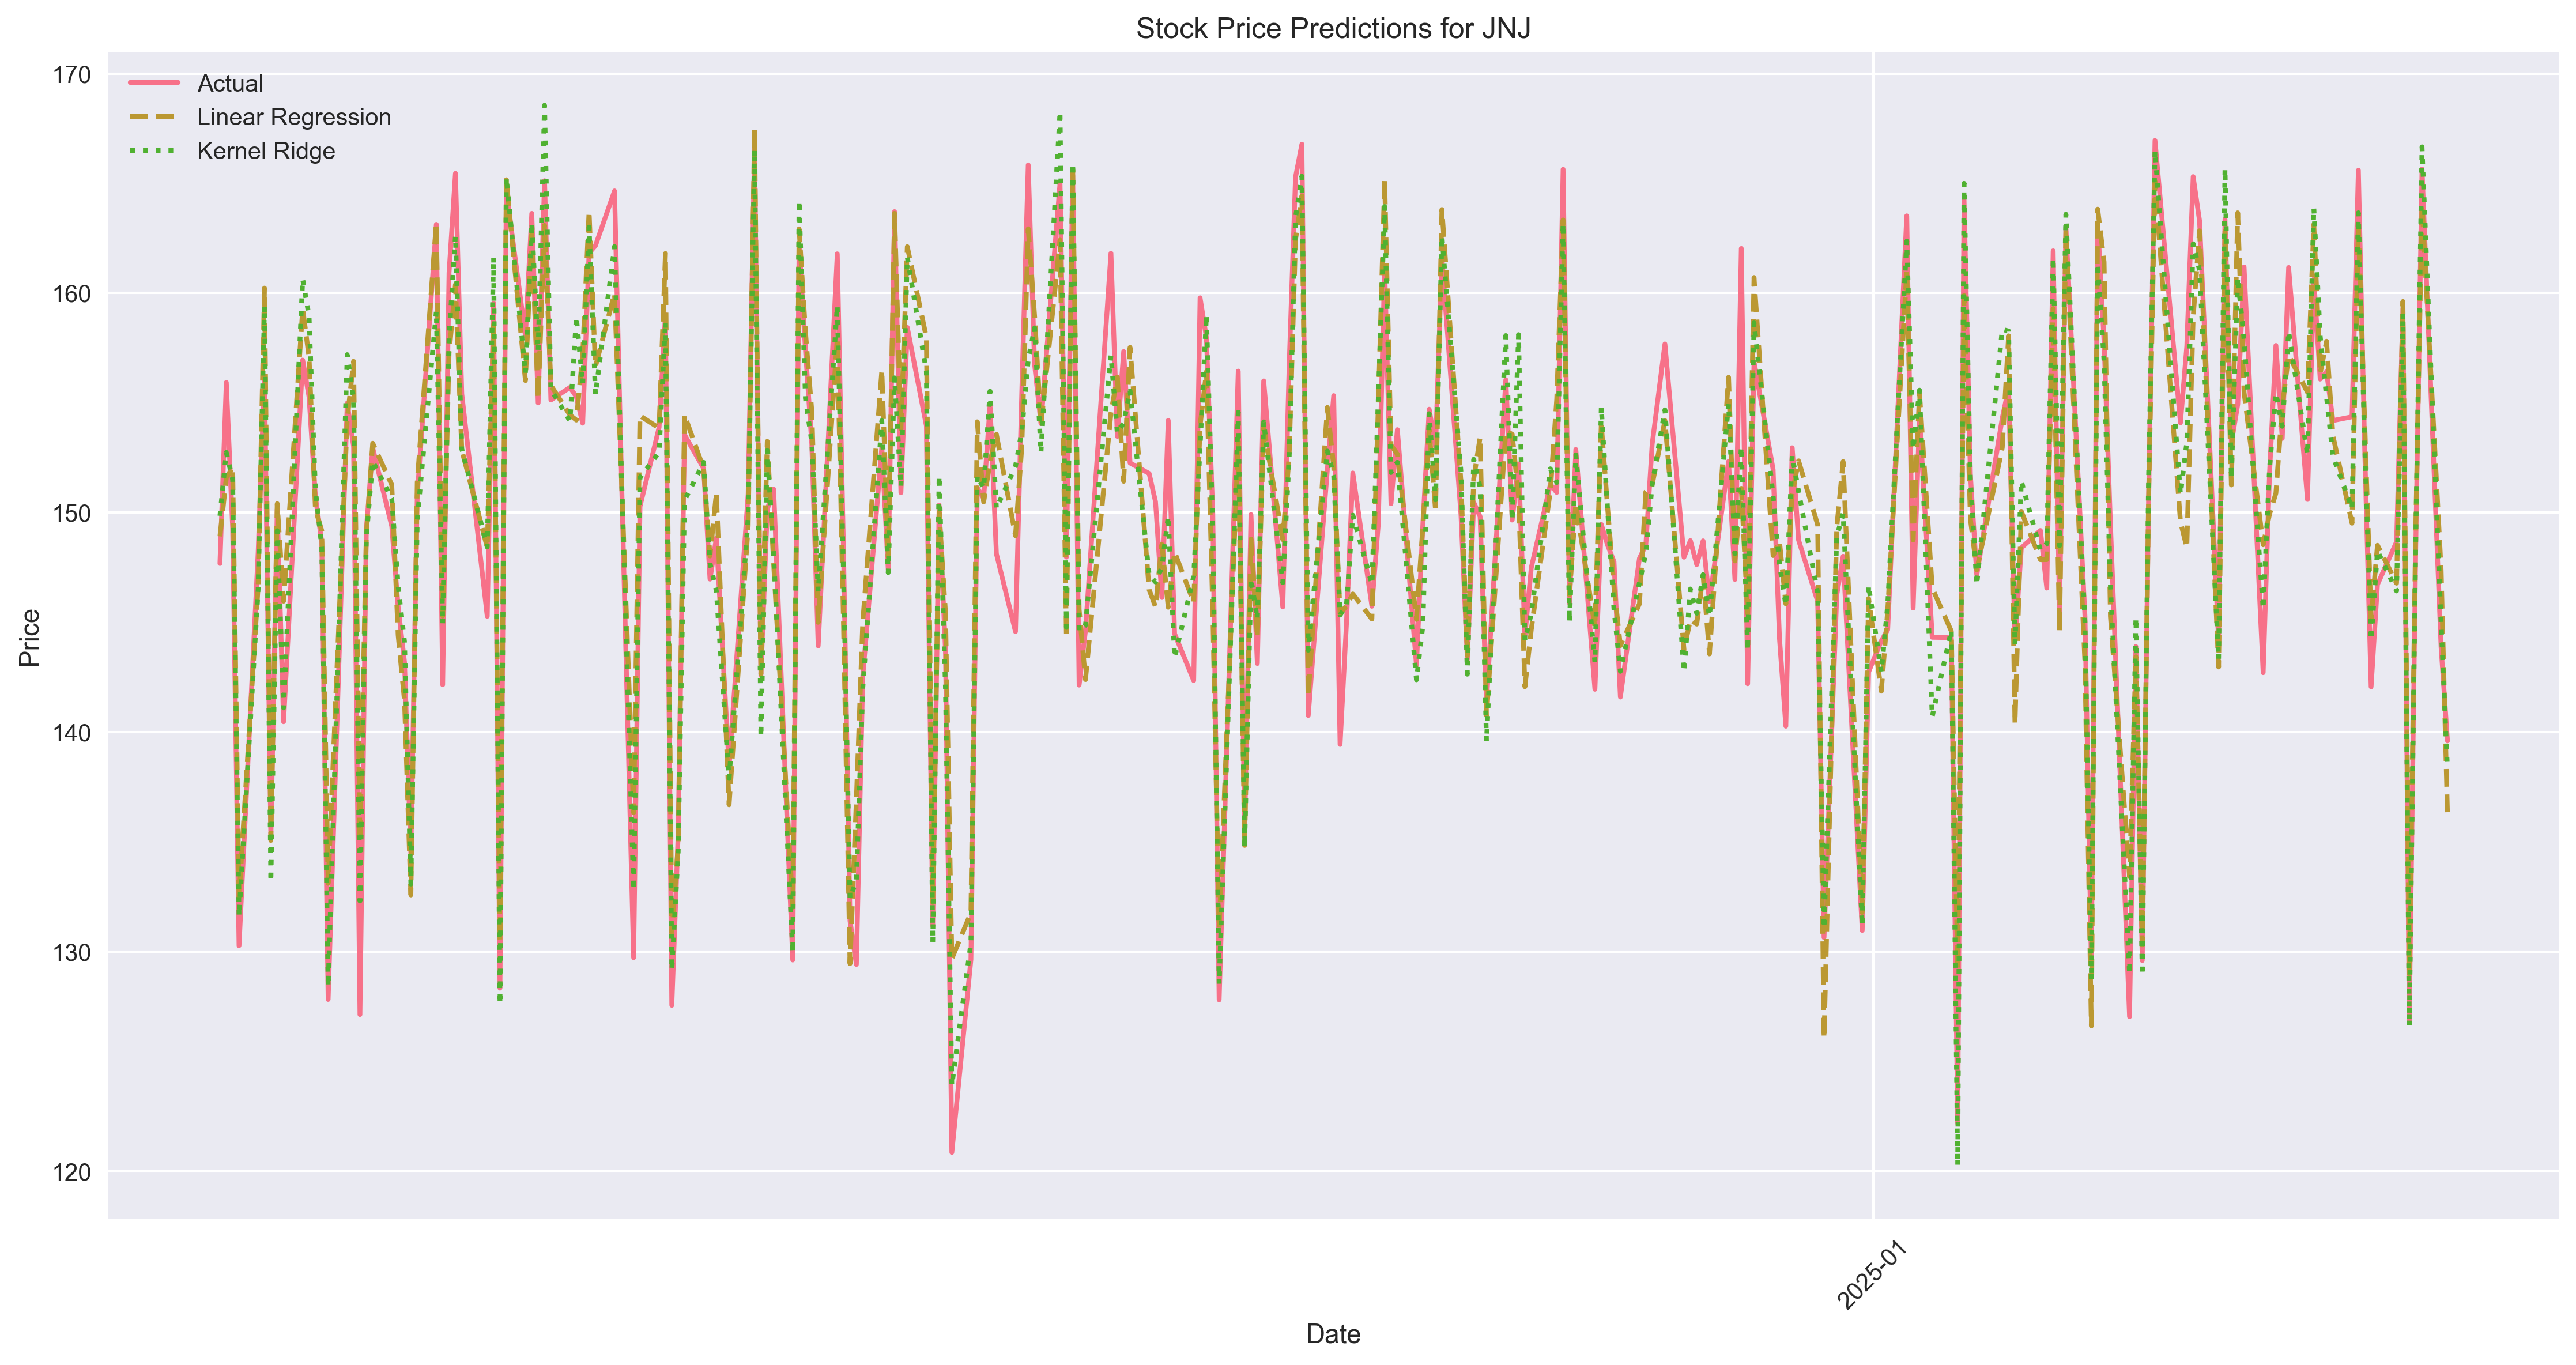 Stock Price Predictions for JNJ
Actual
Linear Regression
Kernel Ridge
170
160
150
140
130
120
Price
2025-01
Date